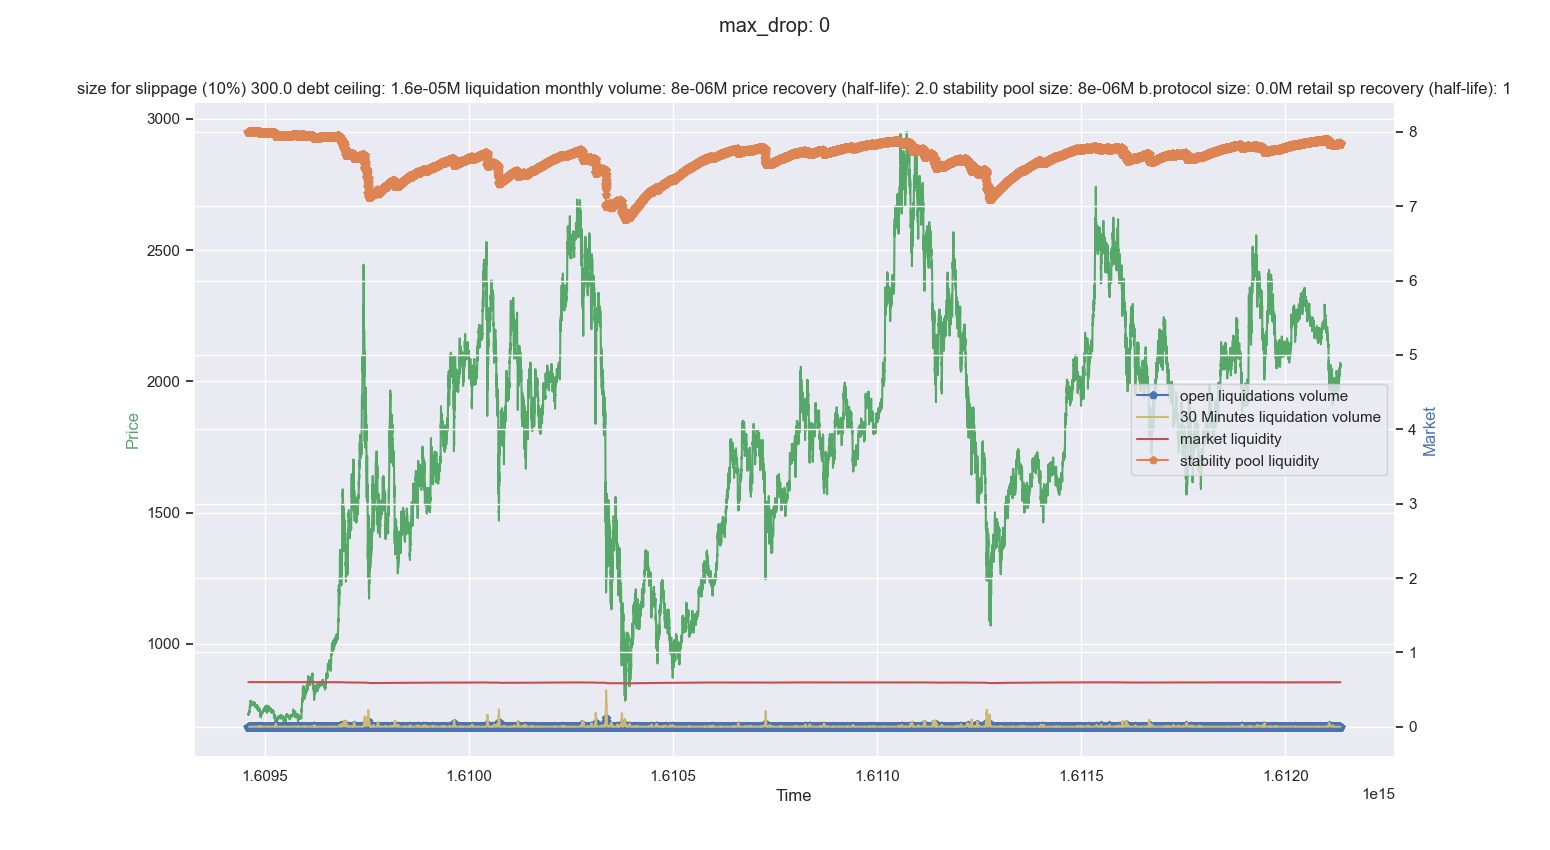 max_drop: 0
size for slippage (10%) 300.0 debt ceiling: 1.6e-05M liquidation monthly volume: 8e-06M price recovery (half-life): 2.0 stability pool size: 8e-06M b.protocol size: 0.0M retail sp recovery (half-life): 1
3000
2500
2000
1500
1000
Price
8
7
6
5
4
3
2
1
0
Market
open liquidations volume
30 Minutes liquidation volume
market liquidity
stability pool liquidity
1.6095 1.6100 1.6105 1.6110 1.6115 1.6120
Time
1e15